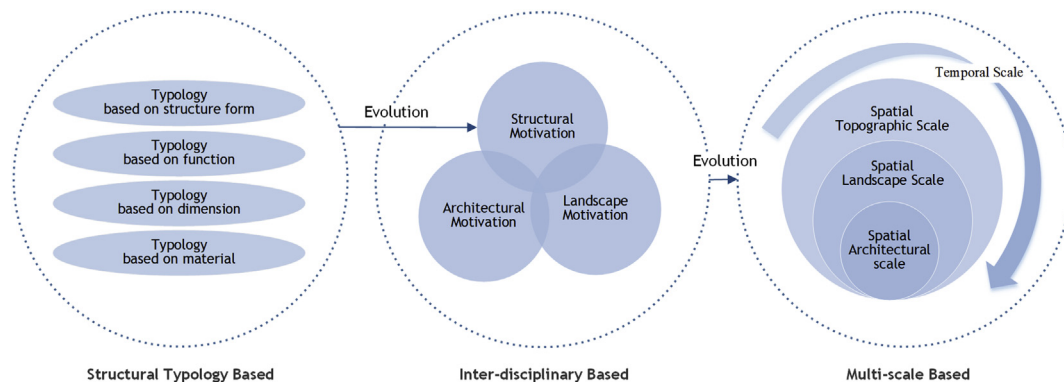 Typology
based on structure form
Typology
based on function
Typology
based on dimension
Typology
based on material
Structural Typology Based
Evolution
Structural
Motivation
Architectural
Motivation
Landscape
Motivation
Inter-disciplinary Based
Evolution
Temporal Scale
Spatial
Topographic Scale
Spatial
Landscape Scale
Spatial
Architectural
scale
Multi-scale Based